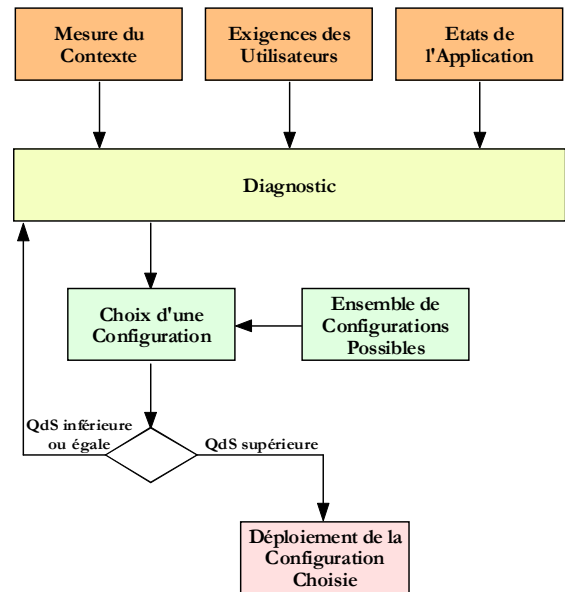 Mesure du
Contexte
Exigences des
Utilisateurs
Etats de
l'Application
Diagnostic
Choix d'une
Configuration
Ensemble de
Configurations
Possibles
QdS inférieure
ou égale
QdS supérieure
Déploiement de la
Configuration
Choisie